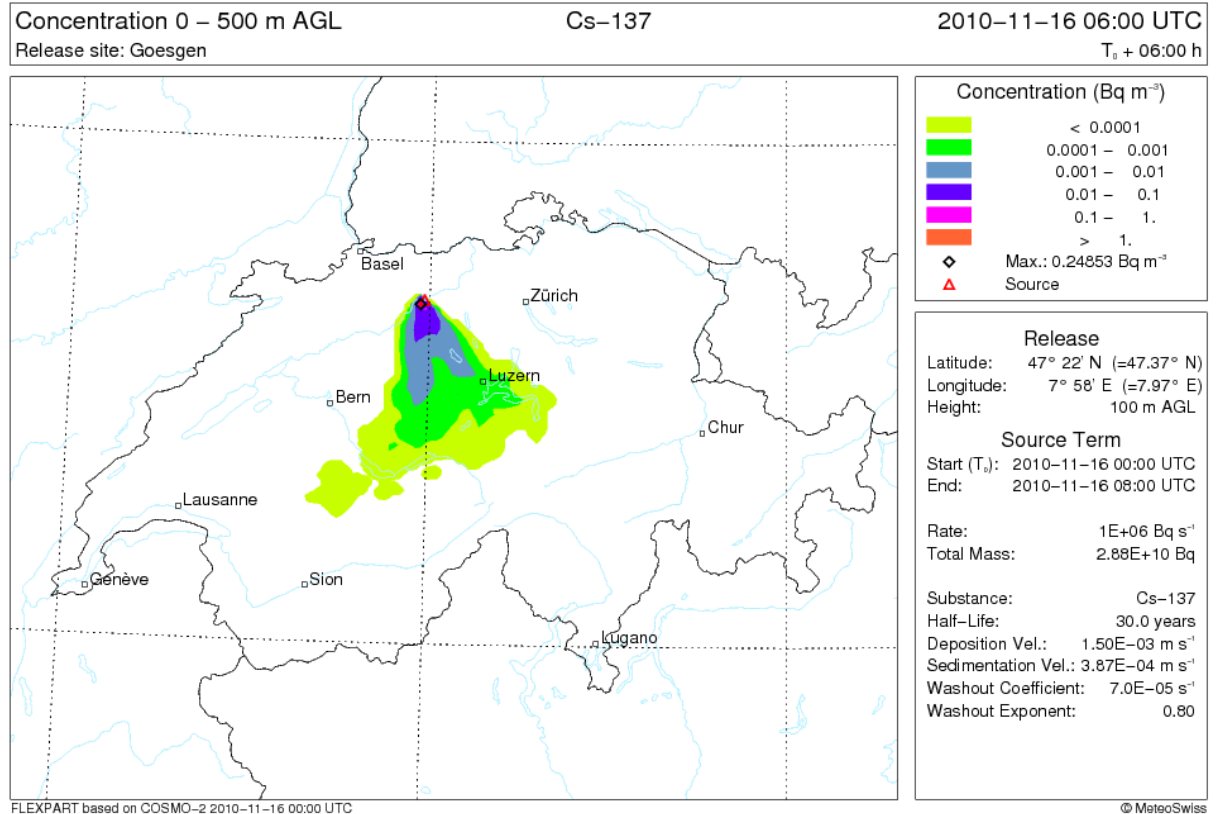 Concentration 0 – 500 m AGL
Cs–137
2010–11–16 06:00 UTC
Release site: Goesgen
T₀ + 06:00 h
Basel
Zürich
Luzern
Bern
Chur
Lausanne
Genève
Sion
Lugano
Concentration (Bq m⁻³)
< 0.0001
0.0001 – 0.001
0.001 – 0.01
0.01 – 0.1
0.1 – 1.
> 1.
Max.: 0.24853 Bq m⁻³
Source
Release
Latitude: 47° 22' N (=47.37° N)
Longitude: 7° 58' E (=7.97° E)
Height: 100 m AGL
Source Term
Start (T₀): 2010–11–16 00:00 UTC
End: 2010–11–16 08:00 UTC
Rate: 1E+06 Bq s⁻¹
Total Mass: 2.88E+10 Bq
Substance: Cs–137
Half–Life: 30.0 years
Deposition Vel.: 1.50E–03 m s⁻¹
Sedimentation Vel.: 3.87E–04 m s⁻¹
Washout Coefficient: 7.0E–05 s⁻¹
Washout Exponent: 0.80
FLEXPART based on COSMO–2 2010–11–16 00:00 UTC
© MeteoSwiss